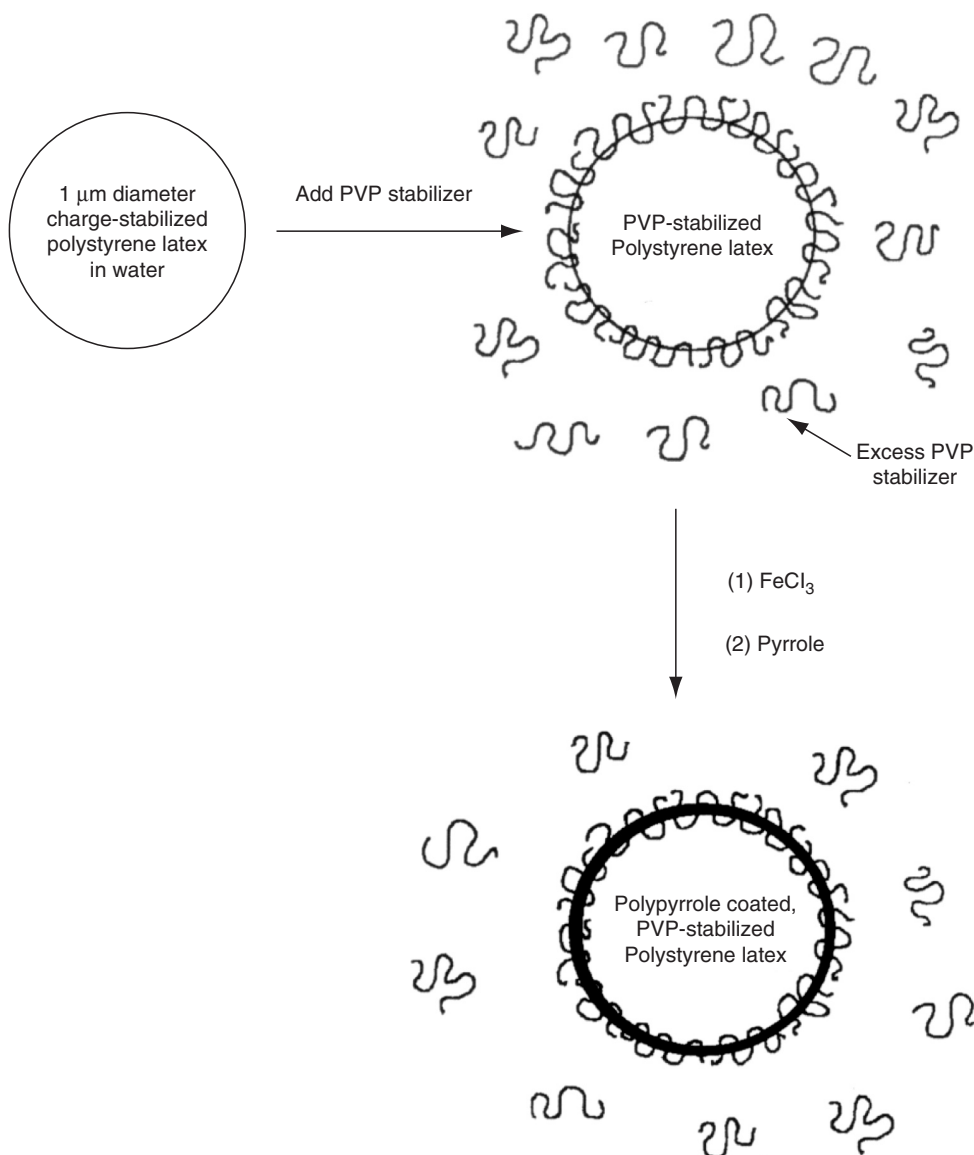 1 μm diameter
charge-stabilized
polystyrene latex
in water
Add PVP stabilizer
PVP-stabilized
Polystyrene latex
Excess PVP
stabilizer
(1) FeCl₃
(2) Pyrrole
Polypyrrole coated,
PVP-stabilized
Polystyrene latex